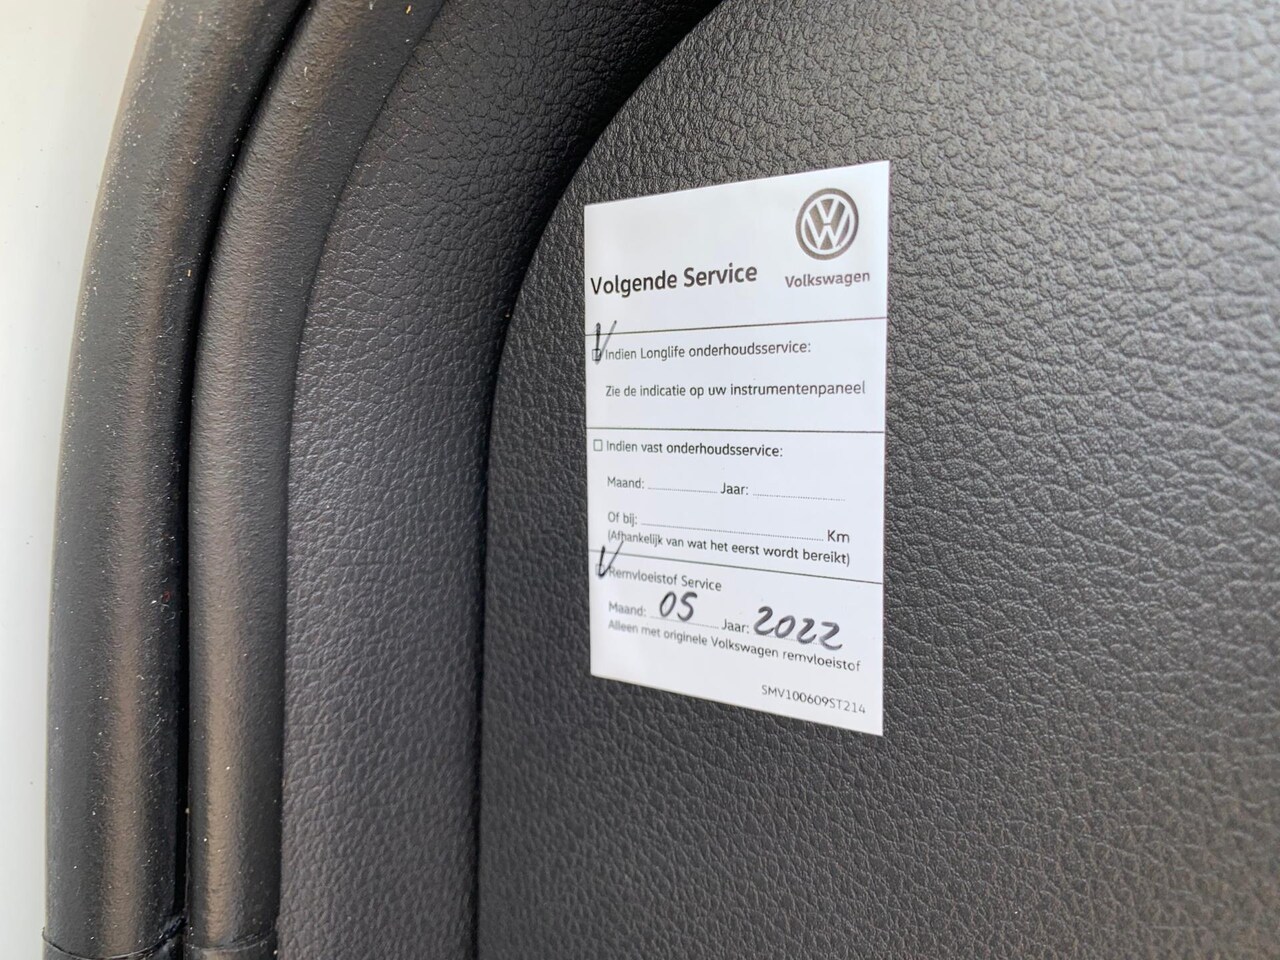 Volkswagen
Volgende Service
Indien Longlife onderhoudsservice:
Zie de indicatie op uw instrumentenpaneel
Indien vast onderhoudsservice:
Maand: Jaar:
Of bij: Km
(Afhankelijk van wat het eerst wordt bereikt)
Remvloeistof Service
Maand: 05 Jaar: 2022
Alleen met originele Volkswagen remvloeistof
SMV100609ST214